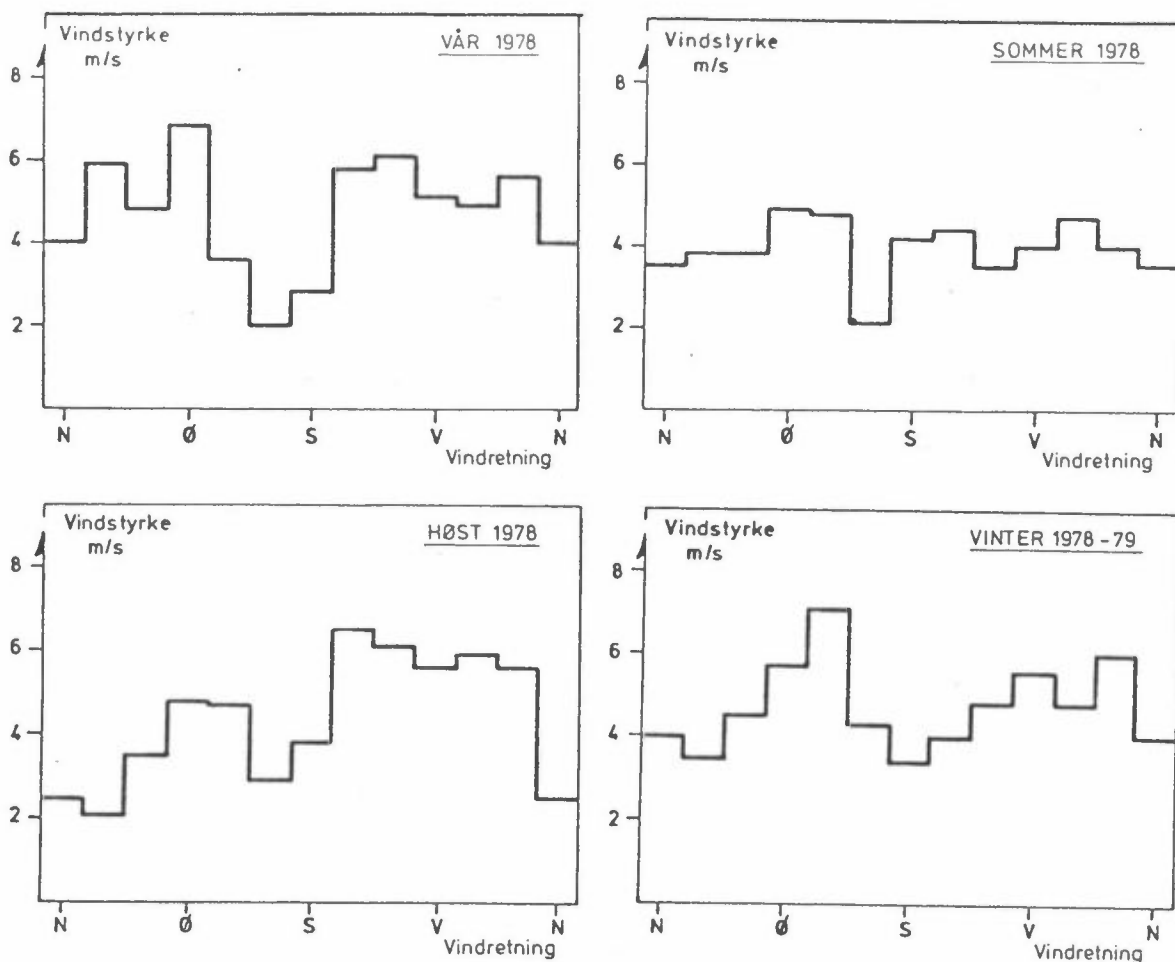 Vindstyrke
m/s
VÅR 1978
8
6
4
2
N Ø S V N
Vindretning
Vindstyrke
m/s
SOMMER 1978
8
6
4
2
N Ø S V N
Vindretning
Vindstyrke
m/s
HØST 1978
8
6
4
2
N Ø S V N
Vindretning
Vindstyrke
m/s
VINTER 1978-79
8
6
4
2
N Ø S V N
Vindretning